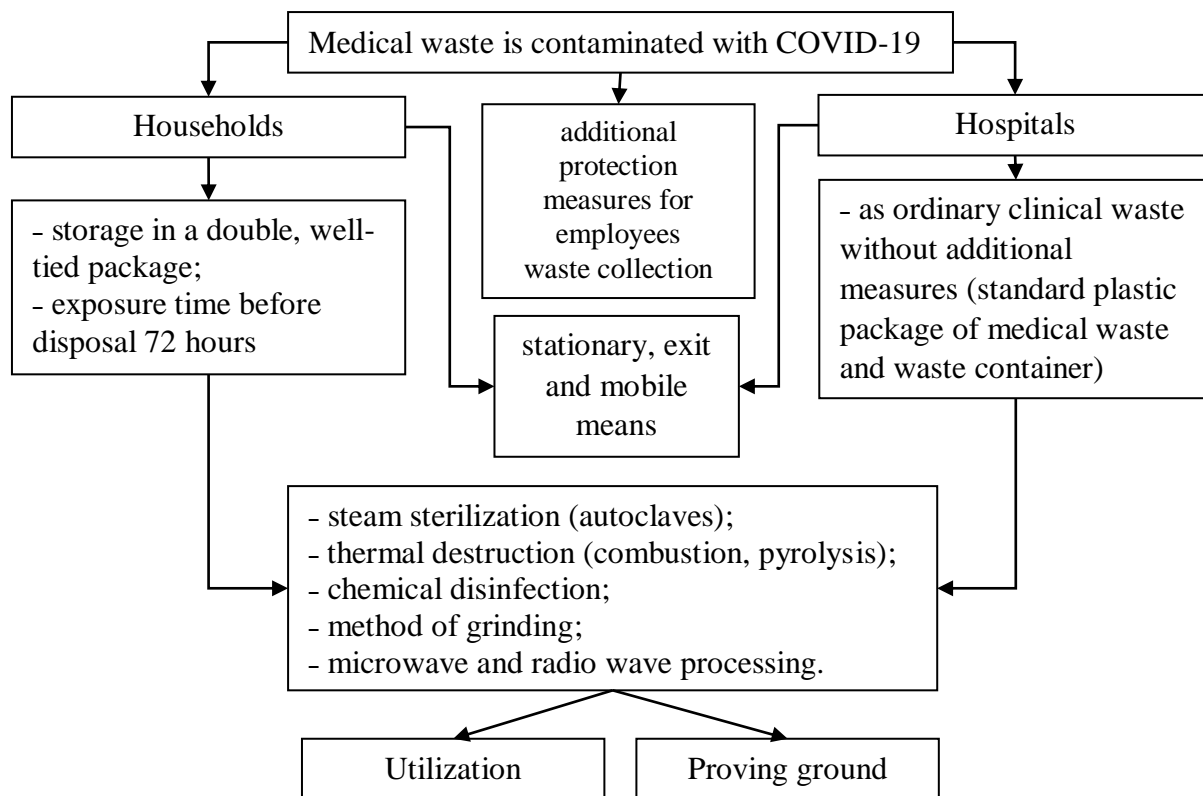 Medical waste is contaminated with COVID-19
Households
additional
protection
measures for
employees
waste collection
Hospitals
- storage in a double, well-
tied package;
- exposure time before
disposal 72 hours
- as ordinary clinical waste
without additional
measures (standard plastic
package of medical waste
and waste container)
stationary, exit
and mobile
means
- steam sterilization (autoclaves);
- thermal destruction (combustion, pyrolysis);
- chemical disinfection;
- method of grinding;
- microwave and radio wave processing.
Utilization
Proving ground